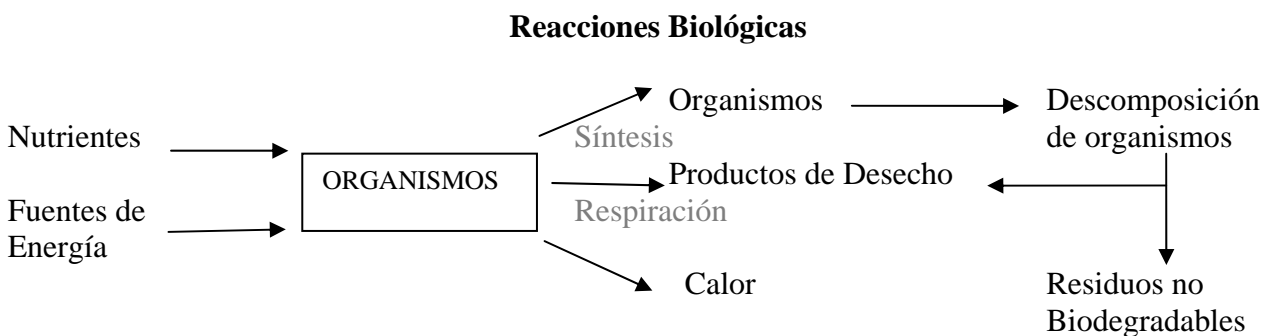 Reacciones Biológicas
Nutrientes
Fuentes de
Energía
ORGANISMOS
Síntesis
Respiración
Organismos
Productos de Desecho
Calor
Descomposición
de organismos
Residuos no
Biodegradables